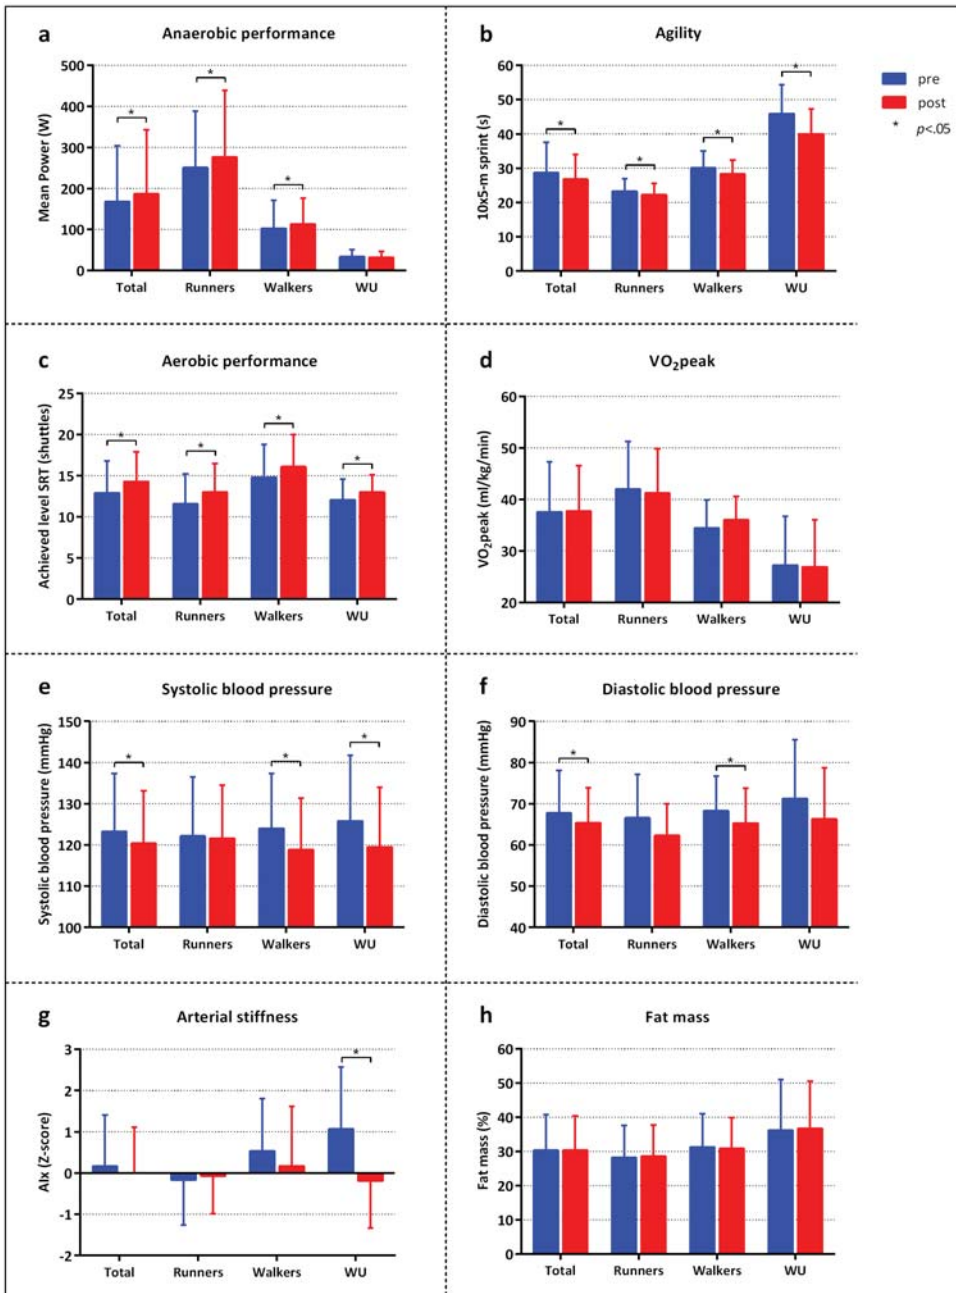 a Anaerobic performance
Mean Power (W)
500
400
300
200
100
0
* * *
Total Runners Walkers WU
b Agility
10x5-m sprint (s)
60
50
40
30
20
10
0
* * * *
Total Runners Walkers WU
pre
post
* p<.05
c Aerobic performance
Achieved level SRT (shuttles)
25
20
15
10
5
0
* * * *
Total Runners Walkers WU
d VO₂peak
VO₂peak (ml/kg/min)
60
50
40
30
20
Total Runners Walkers WU
e Systolic blood pressure
Systolic blood pressure (mmHg)
150
140
130
120
110
100
* * *
Total Runners Walkers WU
f Diastolic blood pressure
Diastolic blood pressure (mmHg)
90
80
70
60
50
40
* *
Total Runners Walkers WU
g Arterial stiffness
AIx (Z-score)
3
2
1
0
-1
-2
*
Total Runners Walkers WU
h Fat mass
Fat mass (%)
60
50
40
30
20
10
0
Total Runners Walkers WU